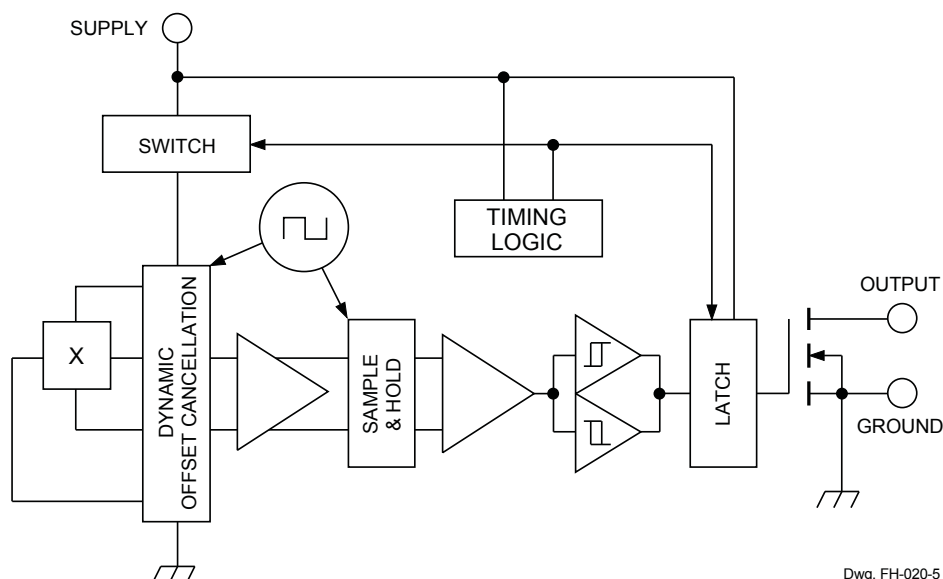 SUPPLY
SWITCH
TIMING
LOGIC
OUTPUT
X
DYNAMIC
OFFSET CANCELLATION
SAMPLE
& HOLD
LATCH
GROUND
Dwg. FH-020-5